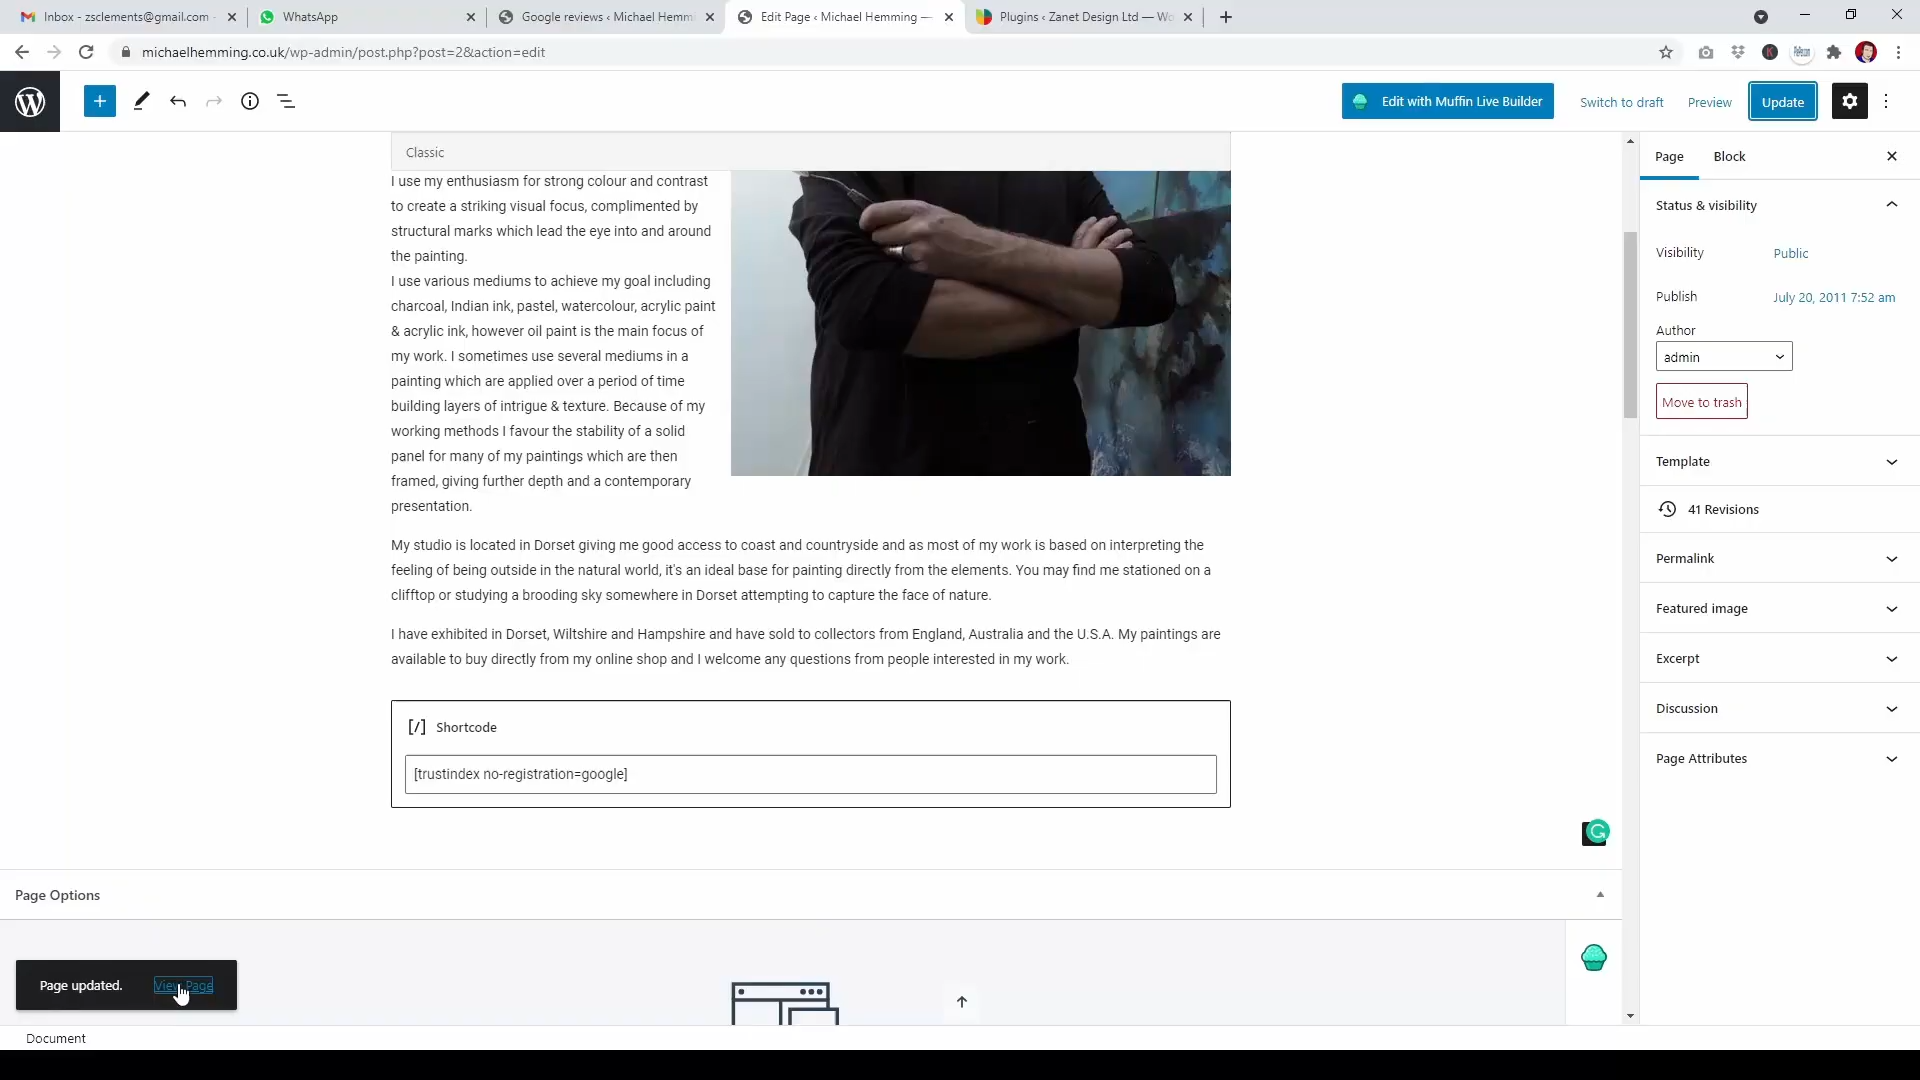 Inbox - zsclements@gmail.com -
WhatsApp
Google reviews ‹ Michael Hemmi
Edit Page ‹ Michael Hemming —
Plugins ‹ Zanet Design Ltd — Wo
michaelhemming.co.uk/wp-admin/post.php?post=2&action=edit
Edit with Muffin Live Builder
Switch to draft
Preview
Update
Classic
I use my enthusiasm for strong colour and contrast
to create a striking visual focus, complimented by
structural marks which lead the eye into and around
the painting.
I use various mediums to achieve my goal including
charcoal, Indian ink, pastel, watercolour, acrylic paint
& acrylic ink, however oil paint is the main focus of
my work. I sometimes use several mediums in a
painting which are applied over a period of time
building layers of intrigue & texture. Because of my
working methods I favour the stability of a solid
panel for many of my paintings which are then
framed, giving further depth and a contemporary
presentation.
My studio is located in Dorset giving me good access to coast and countryside and as most of my work is based on interpreting the
feeling of being outside in the natural world, it's an ideal base for painting directly from the elements. You may find me stationed on a
clifftop or studying a brooding sky somewhere in Dorset attempting to capture the face of nature.
I have exhibited in Dorset, Wiltshire and Hampshire and have sold to collectors from England, Australia and the U.S.A. My paintings are
available to buy directly from my online shop and I welcome any questions from people interested in my work.
[/] Shortcode
[trustindex no-registration=google]
Page Options
Page updated.
View Page
Document
Page
Block
Status & visibility
Visibility
Public
Publish
July 20, 2011 7:52 am
Author
admin
Move to trash
Template
41 Revisions
Permalink
Featured image
Excerpt
Discussion
Page Attributes